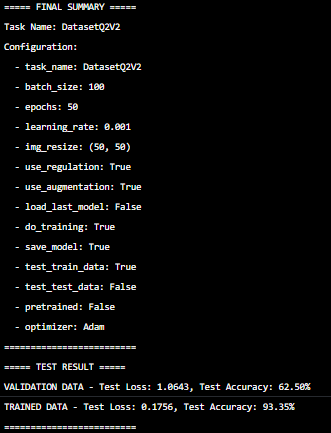 ===== FINAL SUMMARY =====
Task Name: DatasetQ2V2
Configuration:
- task_name: DatasetQ2V2
- batch_size: 100
- epochs: 50
- learning_rate: 0.001
- img_resize: (50, 50)
- use_regulation: True
- use_augmentation: True
- load_last_model: False
- do_training: True
- save_model: True
- test_train_data: True
- test_test_data: False
- pretrained: False
- optimizer: Adam
=========================
===== TEST RESULT =====
VALIDATION DATA - Test Loss: 1.0643, Test Accuracy: 62.50%
TRAINED DATA - Test Loss: 0.1756, Test Accuracy: 93.35%
=========================